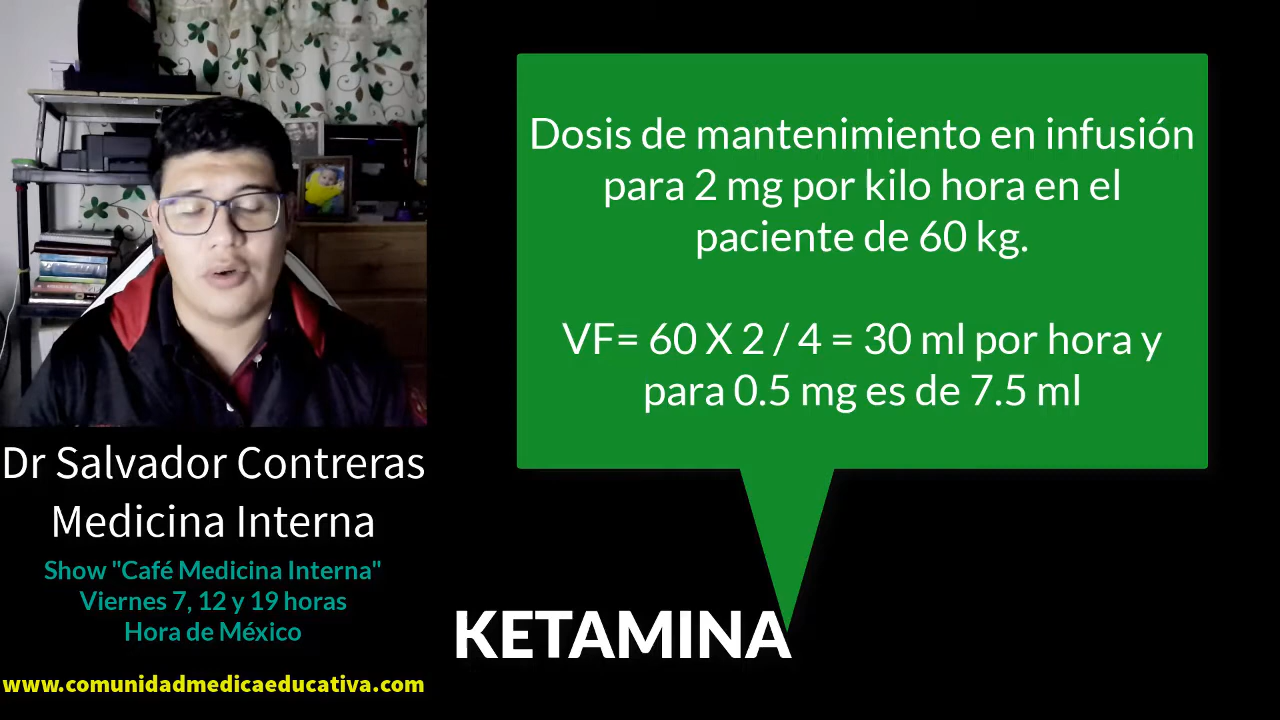 Dosis de mantenimiento en infusión
para 2 mg por kilo hora en el
paciente de 60 kg.
VF= 60 X 2 / 4 = 30 ml por hora y
para 0.5 mg es de 7.5 ml
KETAMINA
Dr Salvador Contreras
Medicina Interna
Show "Café Medicina Interna"
Viernes 7, 12 y 19 horas
Hora de México
www.comunidadmedicaeducativa.com